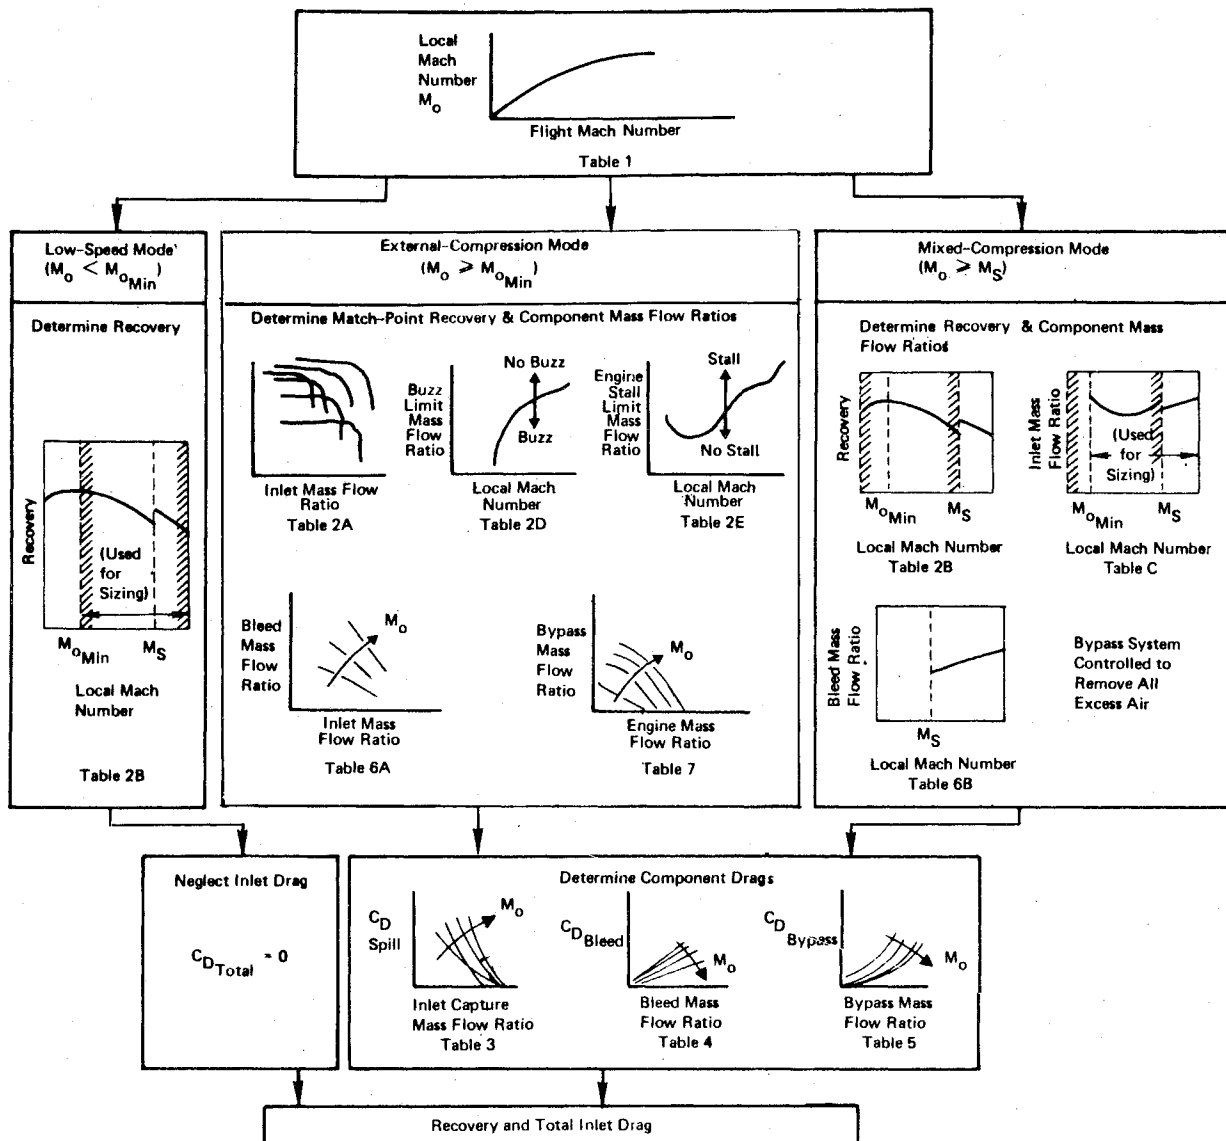 Local
Mach
Number
Mo
Flight Mach Number
Table 1
Low-Speed Mode'
(Mo < MoMin)
Determine Recovery
Recovery
(Used
for
Sizing)
MoMin
MS
Local Mach
Number
Table 2B
External-Compression Mode
(Mo ⩾ MoMin)
Determine Match-Point Recovery & Component Mass Flow Ratios
Inlet Mass Flow
Ratio
Table 2A
Buzz
Limit
Mass
Flow
Ratio
No Buzz
Buzz
Local Mach
Number
Table 2D
Engine
Stall
Limit
Mass
Flow
Ratio
Stall
No Stall
Local Mach
Number
Table 2E
Bleed
Mass
Flow
Ratio
Mo
Inlet Mass
Flow Ratio
Table 6A
Bypass
Mass
Flow
Ratio
Mo
Engine Mass
Flow Ratio
Table 7
Mixed-Compression Mode
(Mo ⩾ MS)
Determine Recovery & Component Mass
Flow Ratios
Recovery
MoMin
MS
Local Mach Number
Table 2B
Inlet Mass
Flow Ratio
(Used
for
Sizing)
MoMin
MS
Local Mach Number
Table C
Bleed Mass
Flow Ratio
MS
Local Mach Number
Table 6B
Bypass System
Controlled to
Remove All
Excess Air
Neglect Inlet Drag
CDTotal = 0
Determine Component Drags
CD
Spill
Mo
Inlet Capture
Mass Flow Ratio
Table 3
CDBleed
Mo
Bleed Mass
Flow Ratio
Table 4
CDBypass
Mo
Bypass Mass
Flow Ratio
Table 5
Recovery and Total Inlet Drag